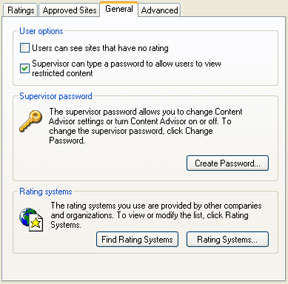 Ratings Approved Sites General Advanced
User options
Users can see sites that have no rating
Supervisor can type a password to allow users to view
restricted content
Supervisor password
The supervisor password allows you to change Content
Advisor settings or turn Content Advisor on or off. To
change the supervisor password, click Change
Password.
Create Password...
Rating systems
The rating systems you use are provided by other companies
and organizations. To view or modify the list, click Rating
Systems.
Find Rating Systems Rating Systems...